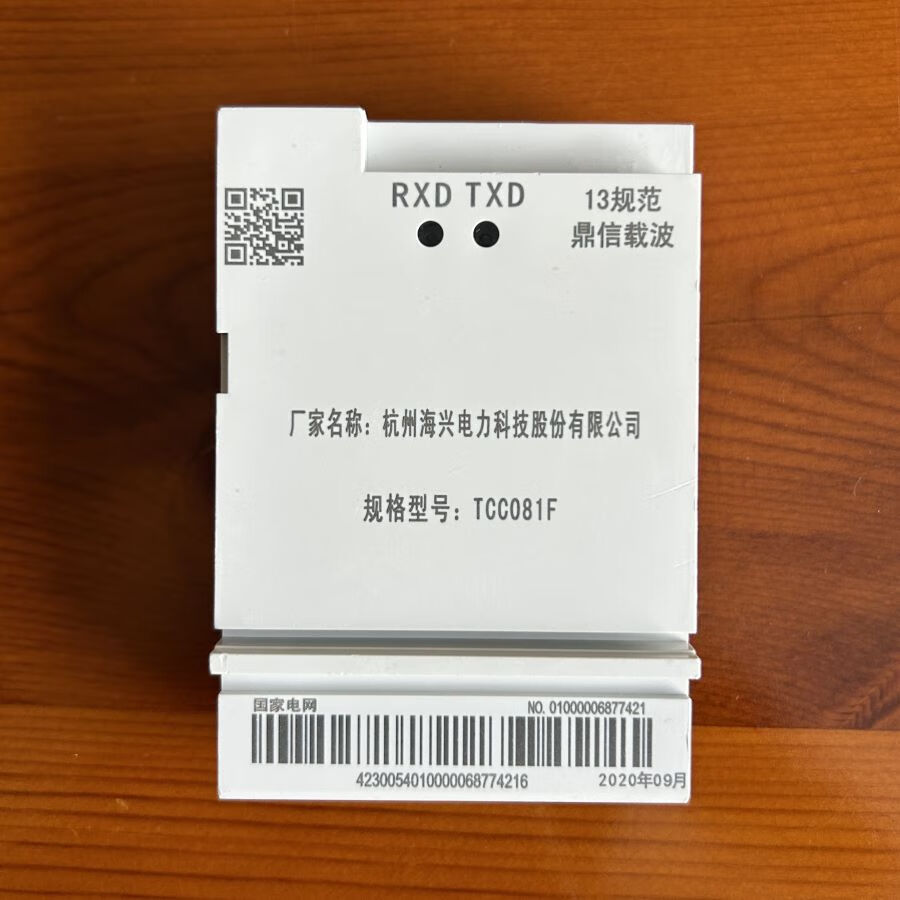 RXD TXD
13规范
鼎信载波
厂家名称：杭州海兴电力科技股份有限公司
规格型号：TCC081F
国家电网
NO. 01000006877421
4230054010000068774216
2020年09月